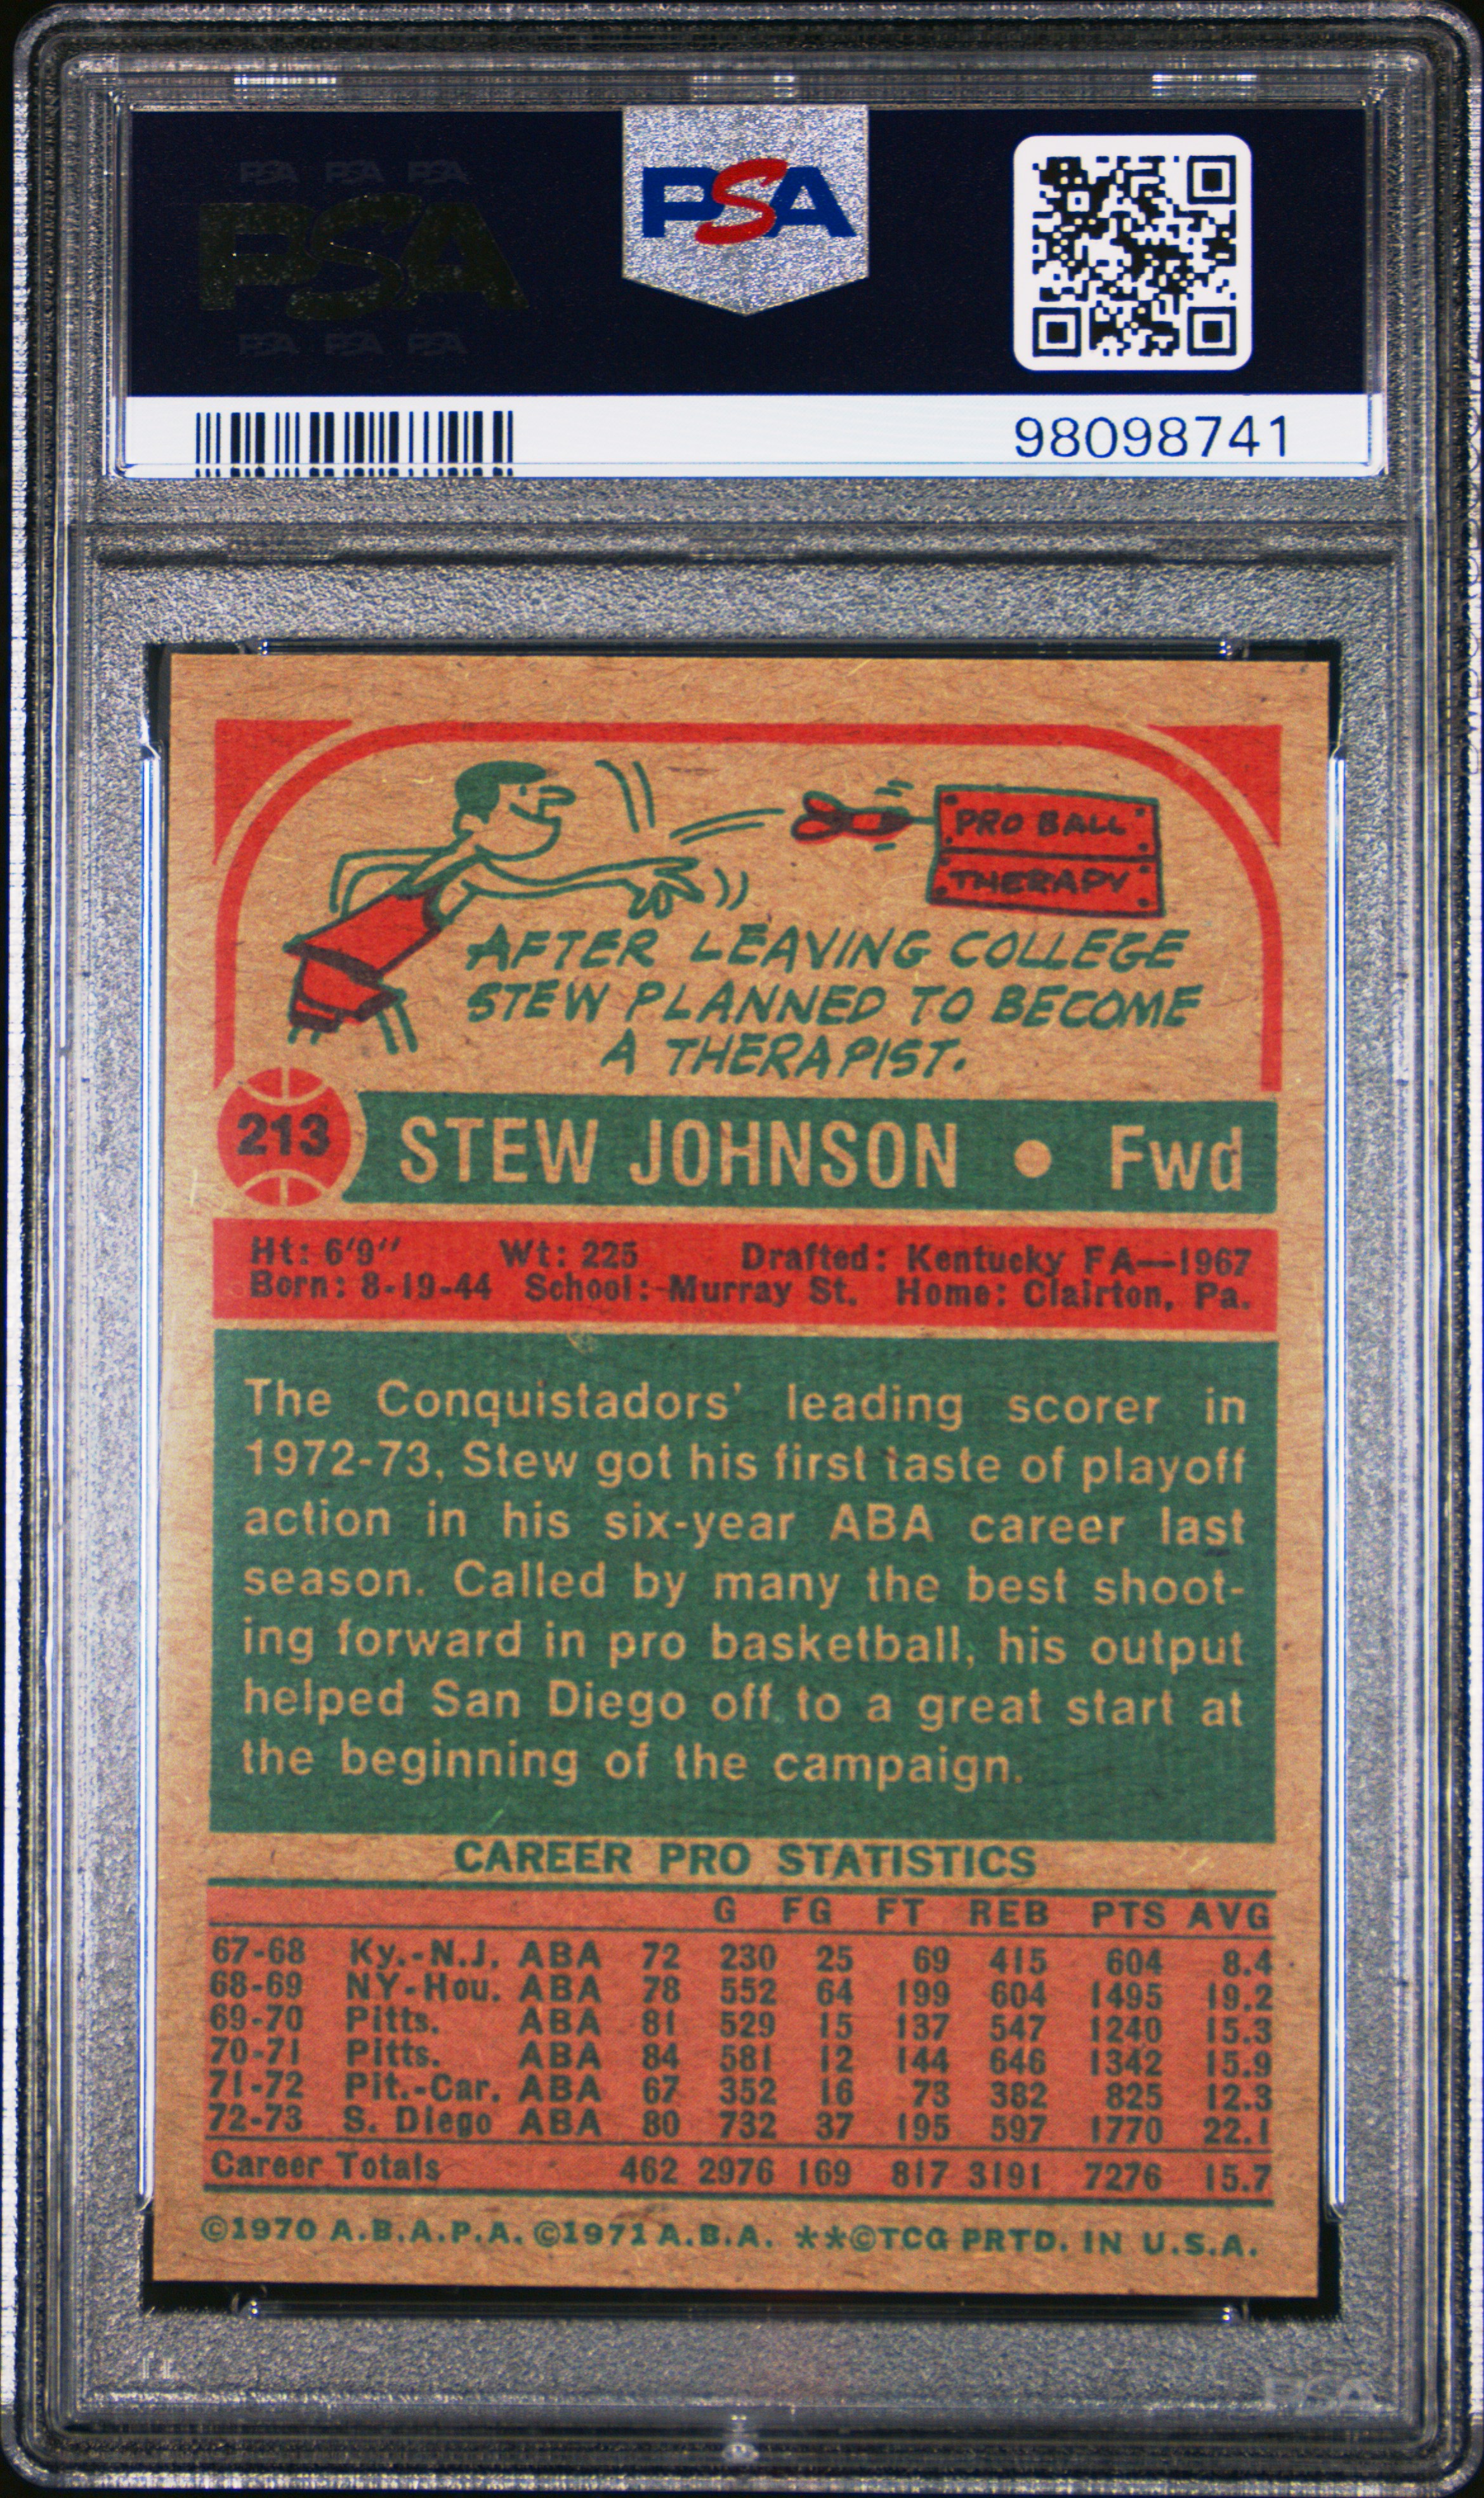 PSA PSA PSA
PSA
PSA PSA PSA
PSA
98098741
PRO BALL
THERAPY
AFTER LEAVING COLLEGE
STEW PLANNED TO BECOME
A THERAPIST.
213 STEW JOHNSON • Fwd
Ht: 6'9" Wt: 225 Drafted: Kentucky FA—1967
Born: 8-19-44 School: Murray St. Home: Clairton, Pa.
The Conquistadors' leading scorer in
1972-73, Stew got his first taste of playoff
action in his six-year ABA career last
season. Called by many the best shoot-
ing forward in pro basketball, his output
helped San Diego off to a great start at
the beginning of the campaign.
CAREER PRO STATISTICS
G FG FT REB PTS AVG
67-68 Ky.-N.J. ABA 72 230 25 69 415 604 8.4
68-69 NY-Hou. ABA 78 552 64 199 604 1495 19.2
69-70 Pitts. ABA 81 529 15 137 547 1240 15.3
70-71 Pitts. ABA 84 581 12 144 646 1342 15.9
71-72 Pit.-Car. ABA 67 352 16 73 382 825 12.3
72-73 S. Diego ABA 80 732 37 195 597 1770 22.1
Career Totals 462 2976 169 817 3191 7276 15.7
©1970 A.B.A.P.A. ©1971 A.B.A. **©TCG PRTD. IN U.S.A.
PSA